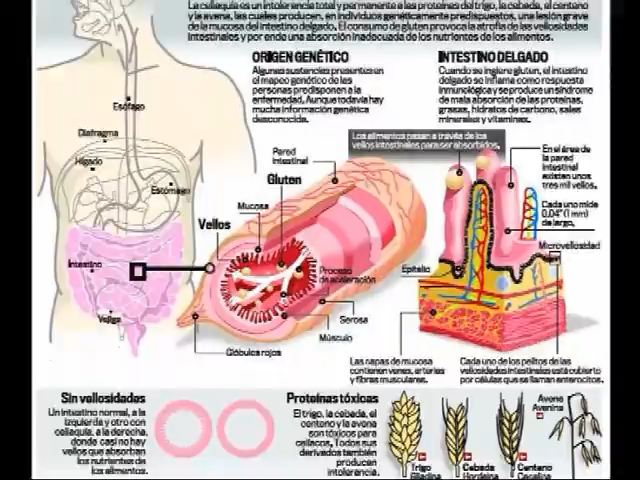 La celiaquía es un intolerancia total y permanente a las proteínas del trigo, la cebada, el centeno
y la avena, las cuales producen, en individuos genéticamente predispuestos, una lesión grave
de la mucosa del intestino delgado. El consumo de gluten provoca la atrofia de las vellosidades
intestinales y por ende una absorción inadecuada de los nutrientes de los alimentos.
ORIGEN GENÉTICO
Algunas sustancias presentes en
el mapeo genético de las
personas predisponen a la
enfermedad. Aunque todavía hay
mucha información genética
desconocida.
INTESTINO DELGADO
Cuando se ingiere gluten, el intestino
delgado se inflama como respuesta
inmunológica y se produce un síndrome
de mala absorción de las proteínas,
grasas, hidratos de carbono, sales
minerales y vitaminas.
Esófago
Diafragma
Hígado
Estómago
Intestino
Vejiga
Pared
intestinal
Gluten
Mucosa
Vellos
Proceso
de aceleración
Serosa
Músculo
Glóbulos rojos
Los alimentos pasan a través de los
vellos intestinales para ser absorbidos.
En el área de
la pared
intestinal
existen unos
tres mil vellos.
Cada uno mide
0.04" (1 mm)
de largo.
Microvellosidad
Epitelio
Las capas de mucosa
contienen venas, arterias
y fibras musculares.
Cada uno de los pelitos de las
vellosidades intestinales está cubierto
por células que se llaman enterocitos.
Sin vellosidades
Un intestino normal, a la
izquierda y otro con
celiaquía, a la derecha,
donde casi no hay
vellos que absorban
los nutrientes de
los alimentos.
Proteínas tóxicas
El trigo, la cebada, el
centeno y la avena
son tóxicos para
celíacos. Todos sus
derivados también
producen
intolerancia.
Trigo
Gliadina
Cebada
Hordeina
Centeno
Cecalina
Avena
Avenina